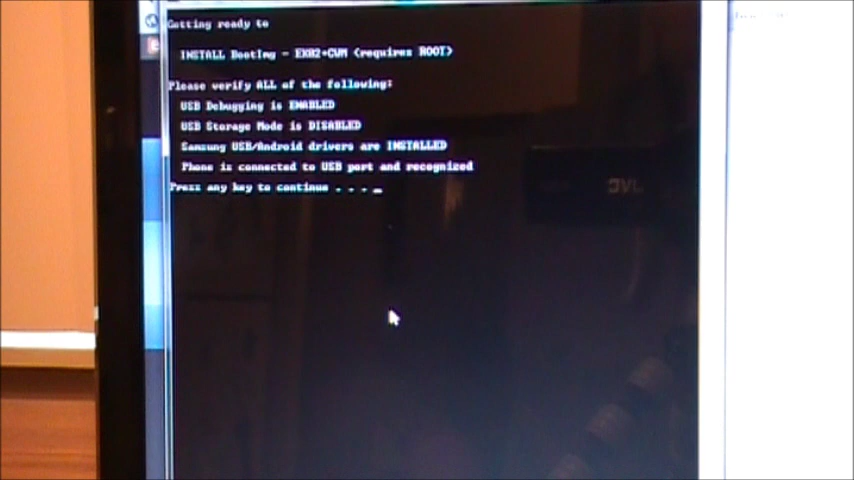 Getting ready to
INSTALL BootImg - EK02+CWM (requires ROOT)
Please verify ALL of the following:
USB Debugging is ENABLED
USB Storage Mode is DISABLED
Samsung USB/Android drivers are INSTALLED
Phone is connected to USB port and recognized
Press any key to continue . . . _